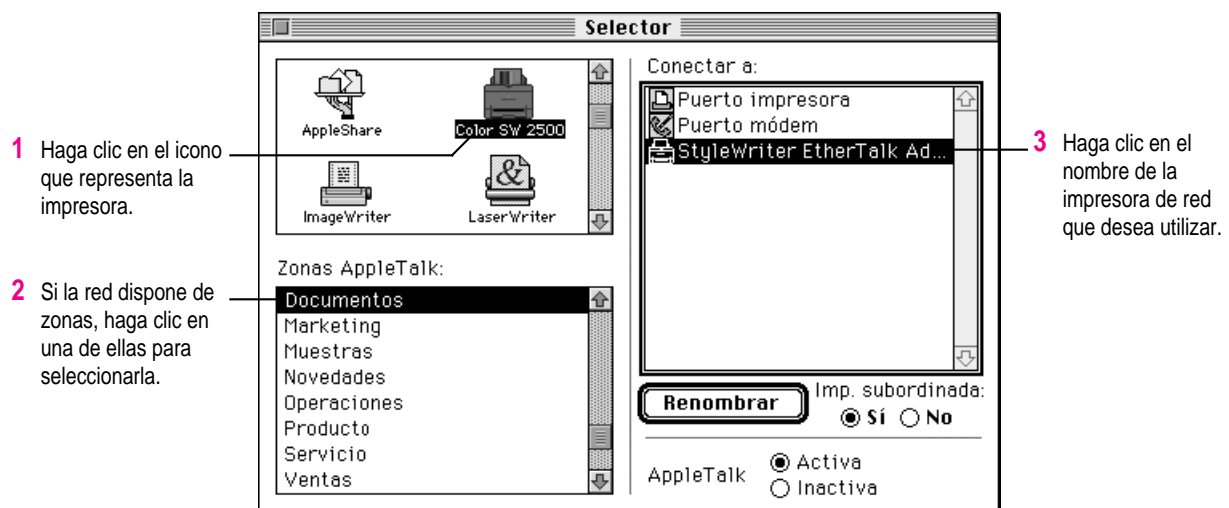 Selector
1 Haga clic en el icono
que representa la
impresora.
AppleShare
Color SW 2500
ImageWriter
LaserWriter
2 Si la red dispone de
zonas, haga clic en
una de ellas para
seleccionarla.
Zonas AppleTalk:
Documentos
Marketing
Muestras
Novedades
Operaciones
Producto
Servicio
Ventas
Conectar a:
Puerto impresora
Puerto módem
StyleWriter EtherTalk Ad...
3 Haga clic en el
nombre de la
impresora de red
que desea utilizar.
Renombrar
Imp. subordinada:
Sí No
AppleTalk
Activa
Inactiva